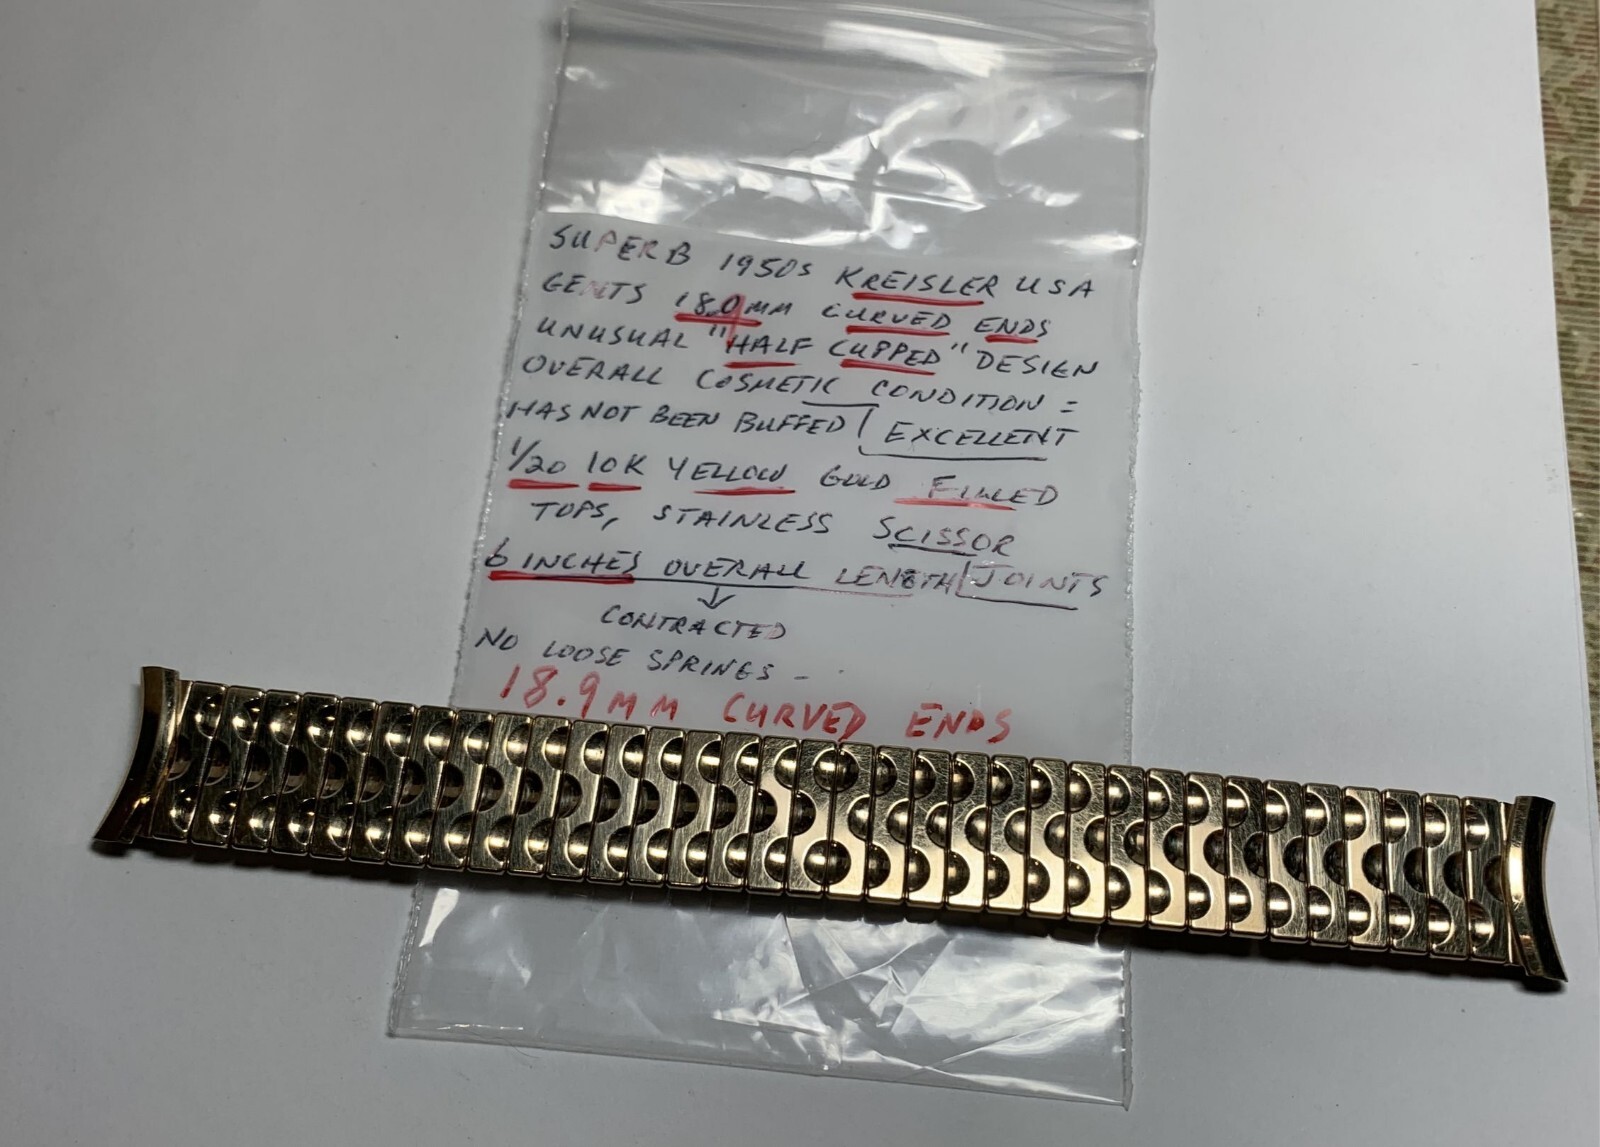 SUPERB 1950s KREISLER USA
GENTS 18.9MM CURVED ENDS
UNUSUAL "HALF CUPPED" DESIGN
OVERALL COSMETIC CONDITION =
HAS NOT BEEN BUFFED EXCELLENT
1/20 10K YELLOW GOLD FILLED
TOPS, STAINLESS SCISSOR
6 INCHES OVERALL LENGTH JOINTS
CONTRACTED
NO LOOSE SPRINGS -
18.9MM CURVED ENDS